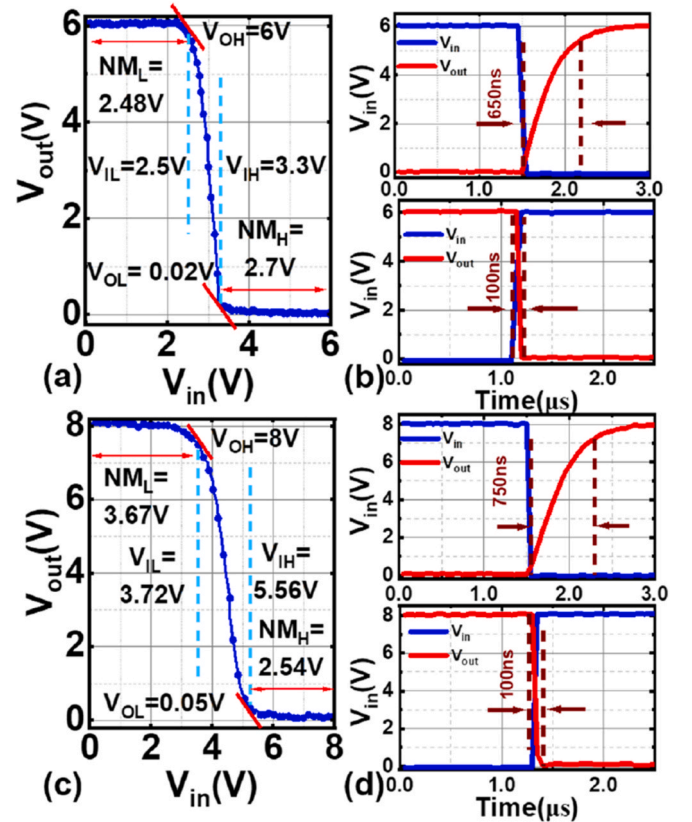 V_OH=6V
NM_L=
2.48V
V_IL=2.5V
V_IH=3.3V
NM_H=
2.7V
V_OL= 0.02V
V_out(V)
6
4
2
0
0 2 4 6
V_in(V)
(a)
V_in
V_out
650ns
V_in(V)
6
4
2
0
0.0 1.0 2.0 3.0
V_in
V_out
100ns
V_in(V)
6
4
2
0
0.0 1.0 2.0
Time(μs)
(b)
V_OH=8V
NM_L=
3.67V
V_IL=
3.72V
V_IH=
5.56V
NM_H=
2.54V
V_OL=0.05V
V_out(V)
8
6
4
2
0
0 2 4 6 8
V_in(V)
(c)
V_in
V_out
750ns
V_in(V)
8
6
4
2
0
0.0 1.0 2.0 3.0
V_in
V_out
100ns
V_in(V)
8
6
4
2
0
0.0 1.0 2.0
Time(μs)
(d)